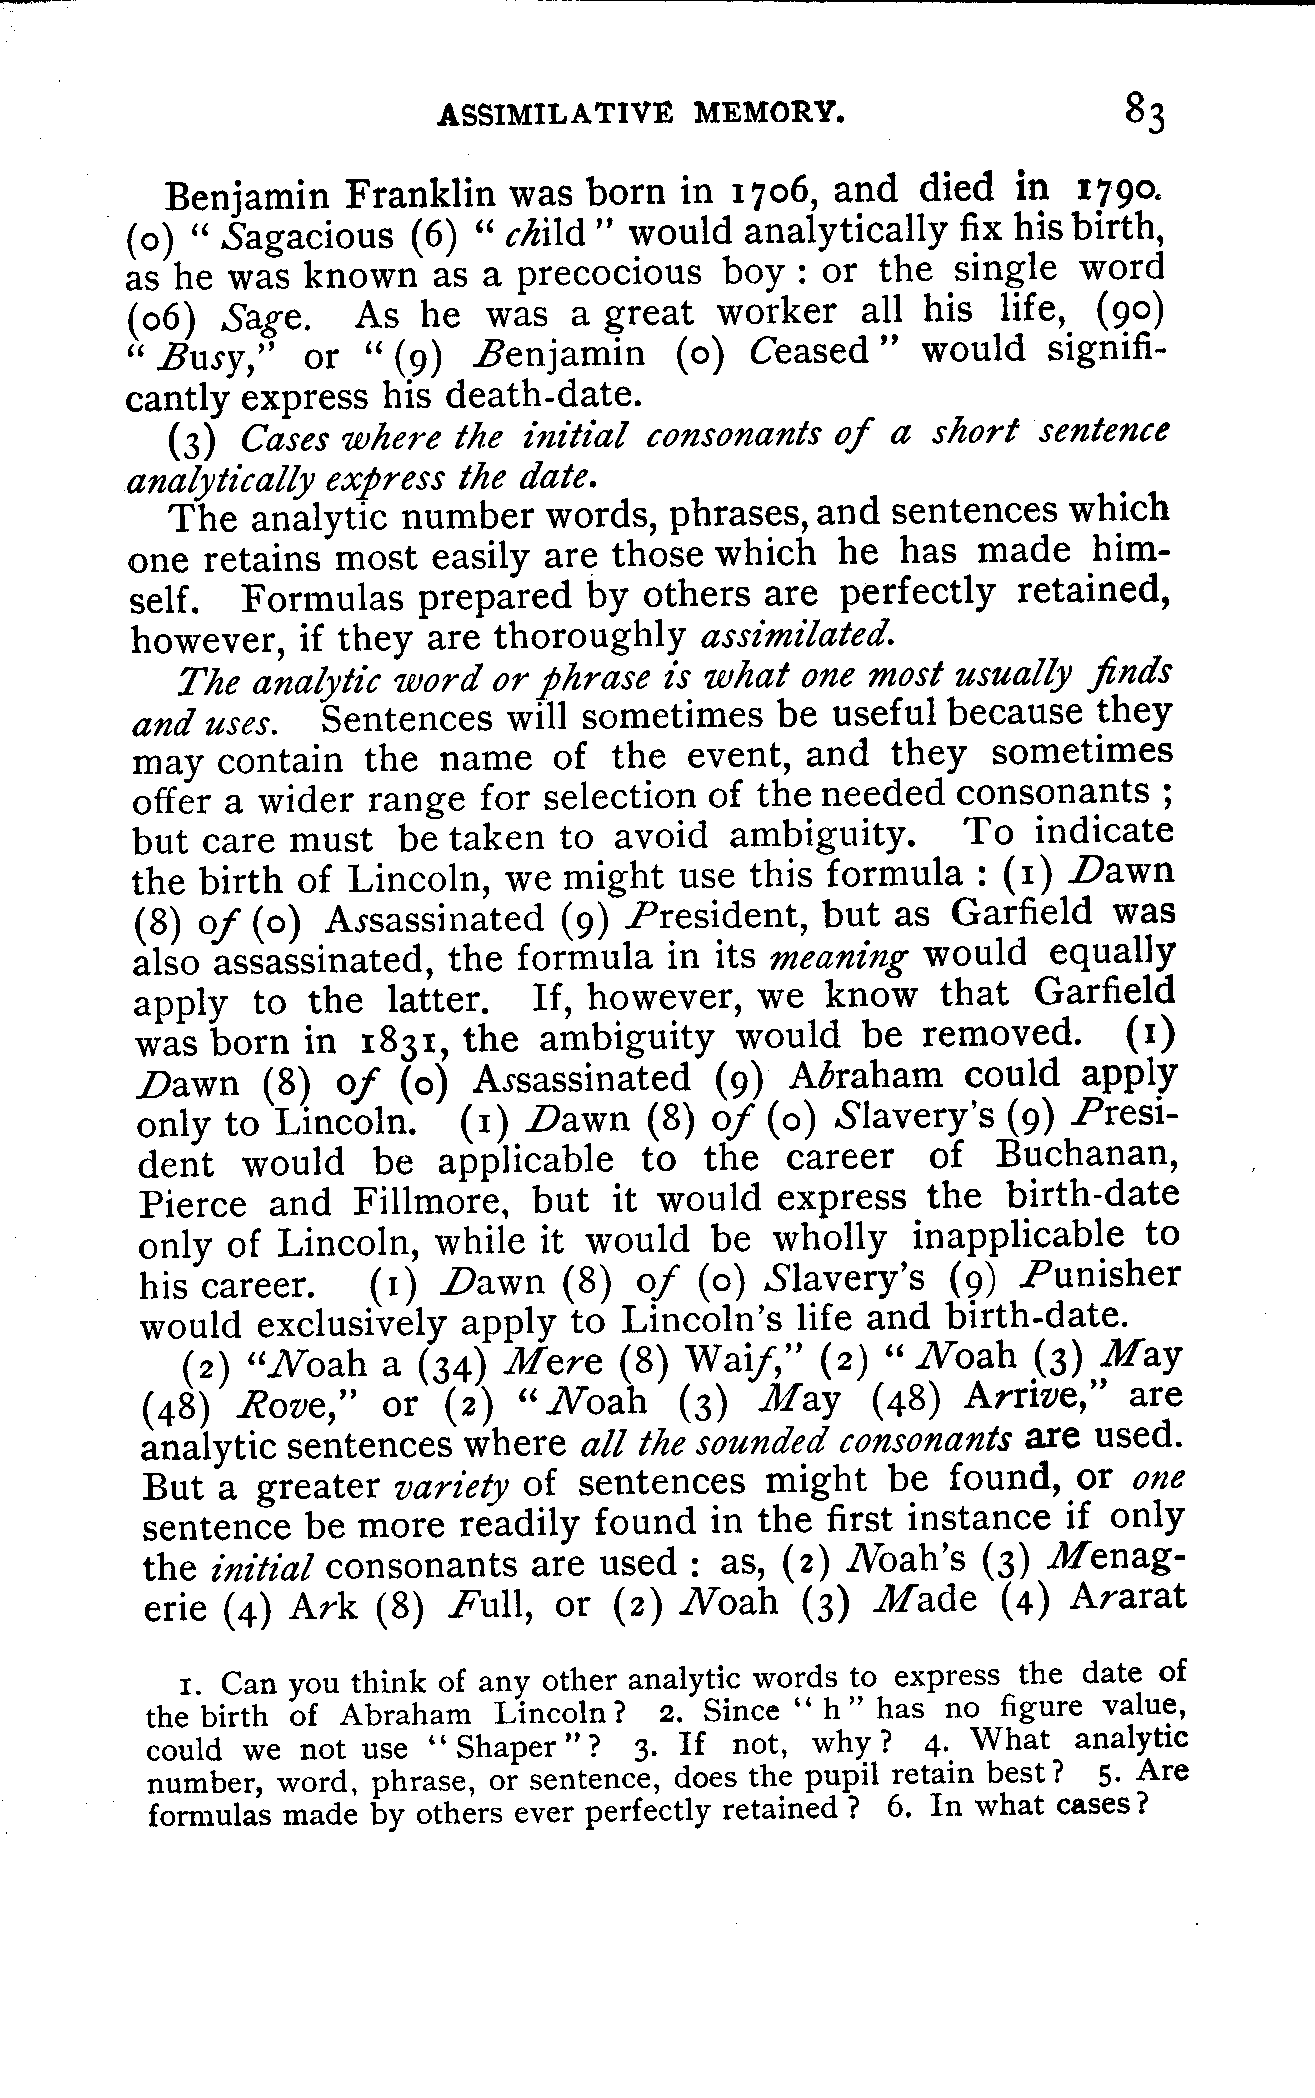 ASSIMILATIVE MEMORY. 83
Benjamin Franklin was born in 1706, and died in 1790.
(0) “ Sagacious (6) “ child ” would analytically fix his birth,
as he was known as a precocious boy : or the single word
(06) Sage. As he was a great worker all his life, (90)
“ Busy,” or “ (9) Benjamin (0) Ceased ” would signifi-
cantly express his death-date.
(3) Cases where the initial consonants of a short sentence
analytically express the date.
The analytic number words, phrases, and sentences which
one retains most easily are those which he has made him-
self. Formulas prepared by others are perfectly retained,
however, if they are thoroughly assimilated.
The analytic word or phrase is what one most usually finds
and uses. Sentences will sometimes be useful because they
may contain the name of the event, and they sometimes
offer a wider range for selection of the needed consonants ;
but care must be taken to avoid ambiguity. To indicate
the birth of Lincoln, we might use this formula : (1) Dawn
(8) of (0) Assassinated (9) President, but as Garfield was
also assassinated, the formula in its meaning would equally
apply to the latter. If, however, we know that Garfield
was born in 1831, the ambiguity would be removed. (1)
Dawn (8) of (0) Assassinated (9) Abraham could apply
only to Lincoln. (1) Dawn (8) of (0) Slavery’s (9) Presi-
dent would be applicable to the career of Buchanan,
Pierce and Fillmore, but it would express the birth-date
only of Lincoln, while it would be wholly inapplicable to
his career. (1) Dawn (8) of (0) Slavery’s (9) Punisher
would exclusively apply to Lincoln’s life and birth-date.
(2) “Noah a (34) Mere (8) Waif,” (2) “ Noah (3) May
(48) Rove,” or (2) “ Noah (3) May (48) Arrive,” are
analytic sentences where all the sounded consonants are used.
But a greater variety of sentences might be found, or one
sentence be more readily found in the first instance if only
the initial consonants are used : as, (2) Noah’s (3) Menag-
erie (4) Ark (8) Full, or (2) Noah (3) Made (4) Ararat
1. Can you think of any other analytic words to express the date of
the birth of Abraham Lincoln? 2. Since “ h ” has no figure value,
could we not use “ Shaper ”? 3. If not, why? 4. What analytic
number, word, phrase, or sentence, does the pupil retain best? 5. Are
formulas made by others ever perfectly retained? 6. In what cases?